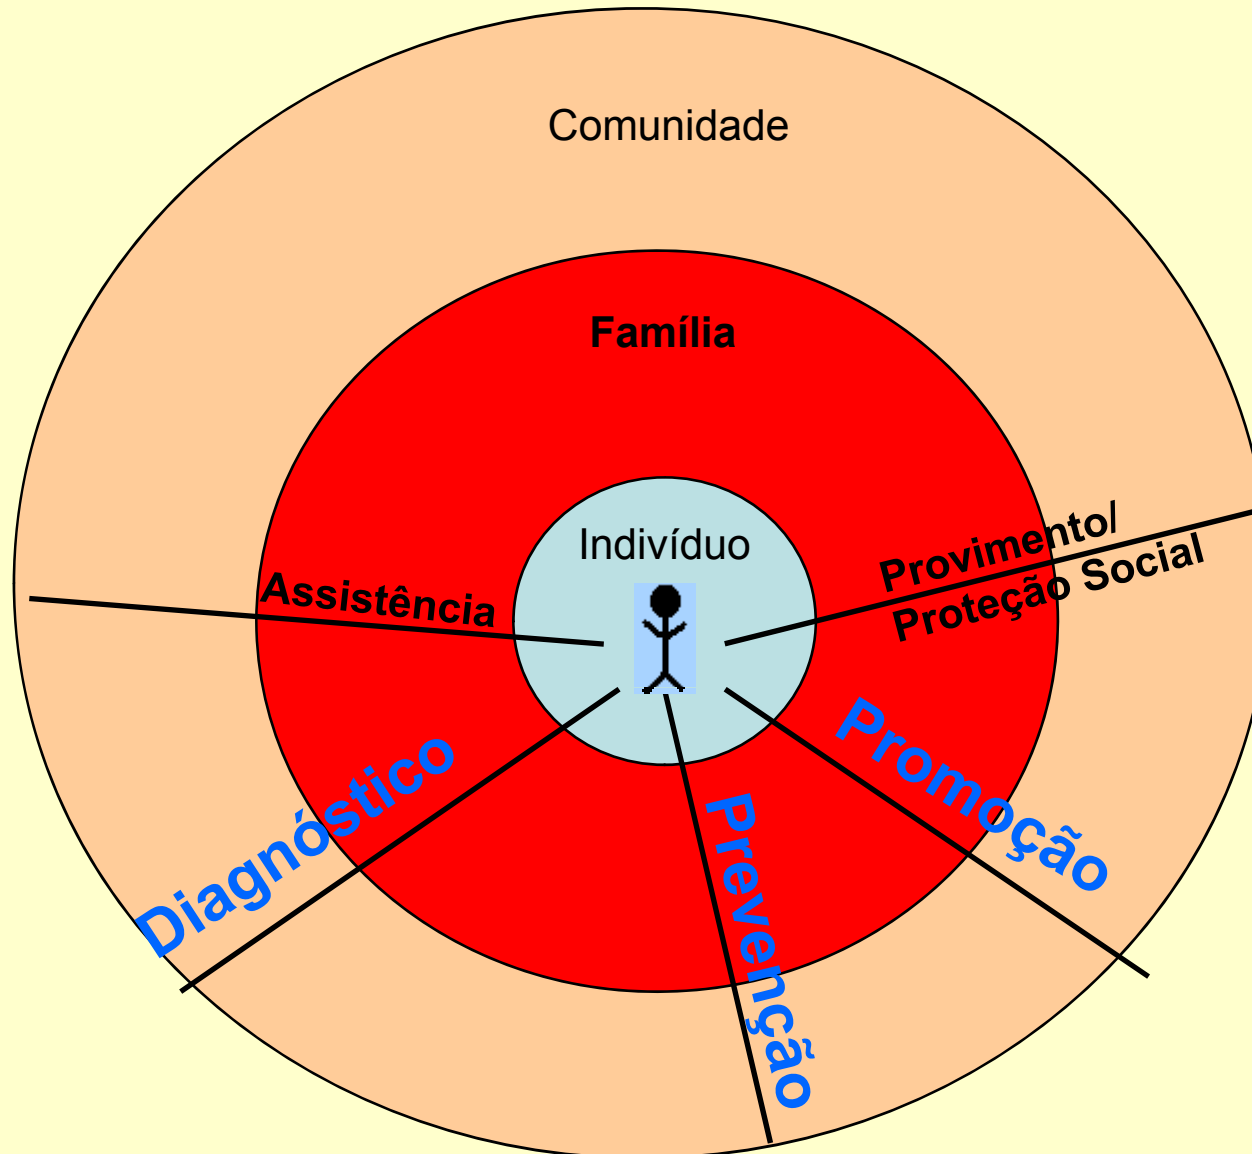 Comunidade
Família
Indivíduo
Provimento/
Proteção Social
Assistência
Promoção
Diagnóstico
Prevenção